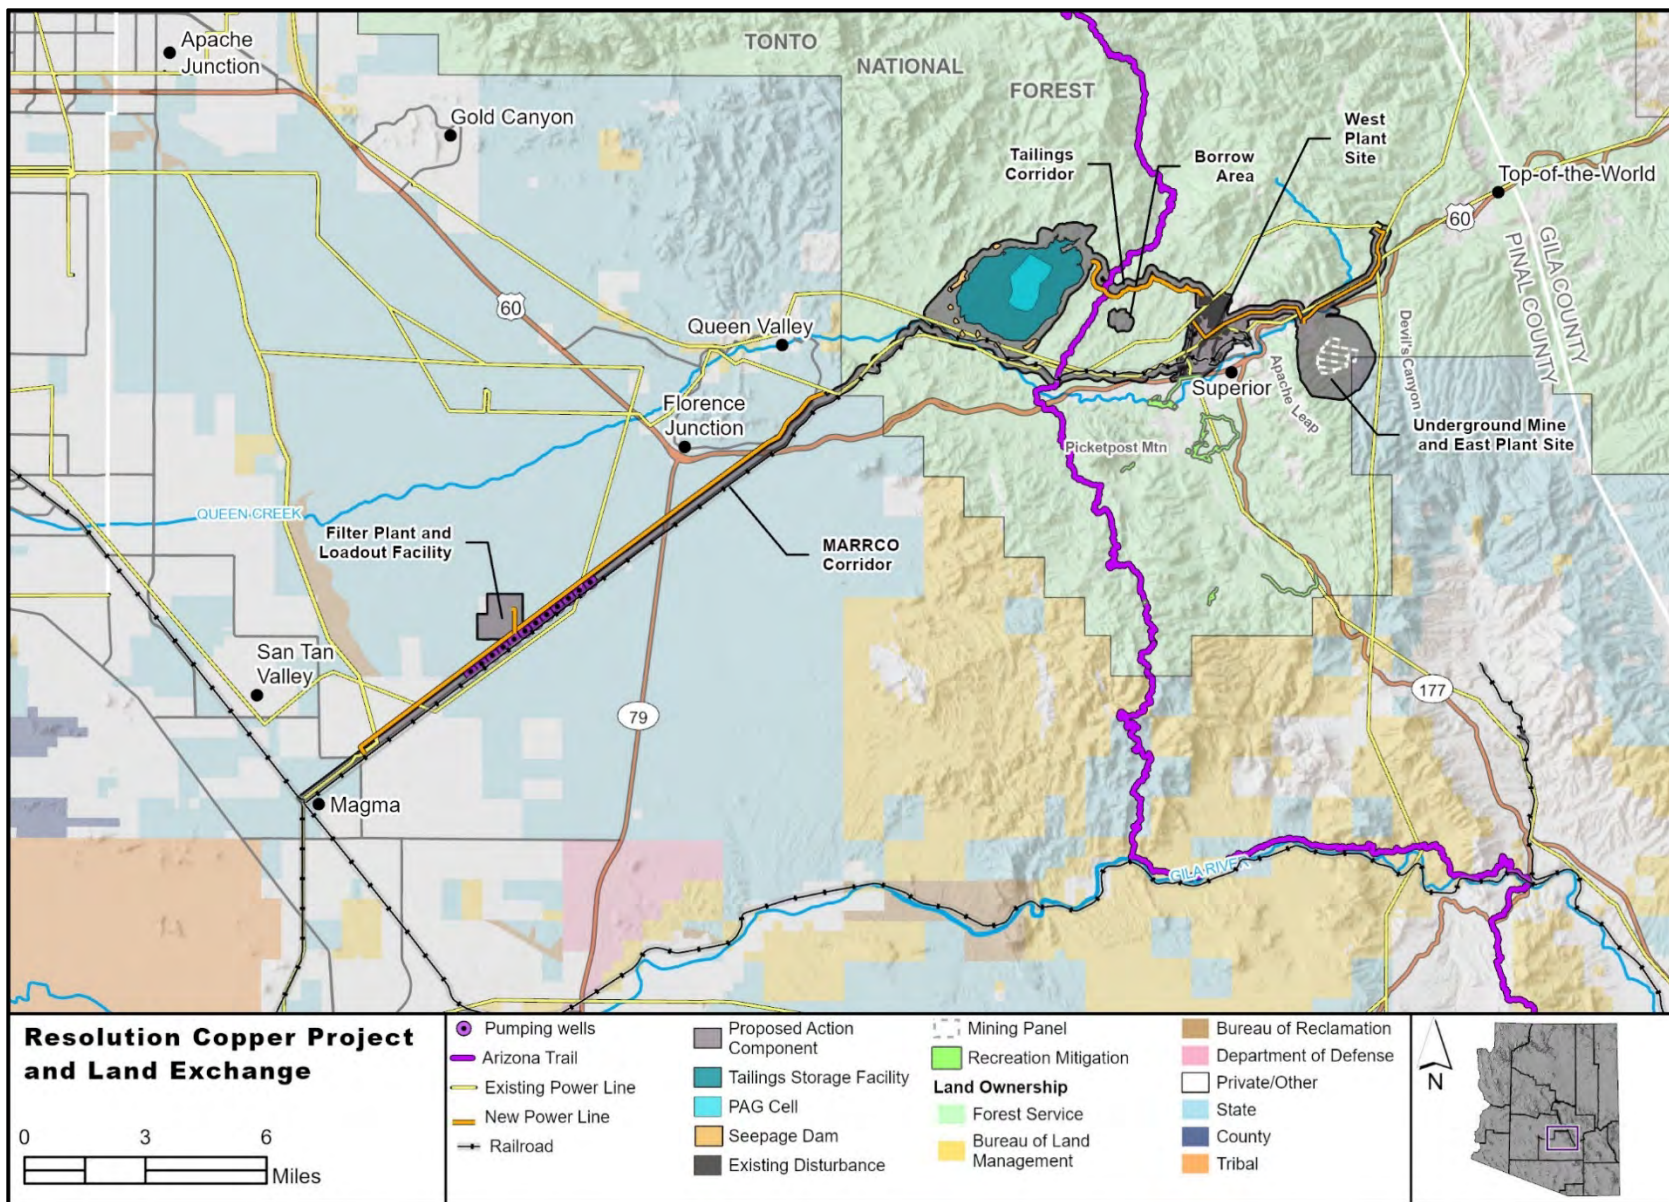 TONTO
NATIONAL
FOREST
Apache
Junction
Gold Canyon
West
Plant
Site
Tailings
Corridor
Borrow
Area
Top-of-the-World
60
GILA COUNTY
PINAL COUNTY
60
Queen Valley
Devil's Canyon
Superior
Apache Leap
Florence
Junction
Underground Mine
and East Plant Site
Picketpost Mtn
QUEEN CREEK
Filter Plant and
Loadout Facility
MARRCO
Corridor
San Tan
Valley
177
79
Magma
GILA RIVER
Resolution Copper Project
and Land Exchange
0 3 6
Miles
Pumping wells
Arizona Trail
Existing Power Line
New Power Line
Railroad
Proposed Action
Component
Tailings Storage Facility
PAG Cell
Seepage Dam
Existing Disturbance
Mining Panel
Recreation Mitigation
Land Ownership
Forest Service
Bureau of Land
Management
Bureau of Reclamation
Department of Defense
Private/Other
State
County
Tribal
N